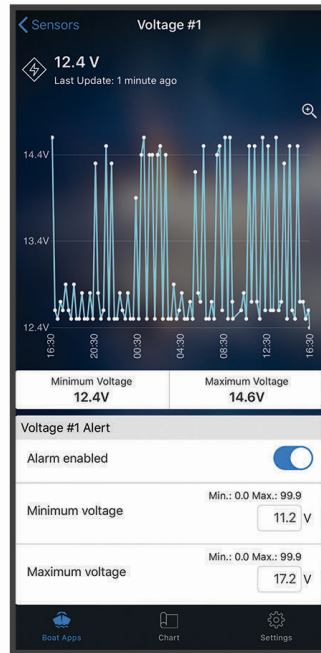 Sensors
Voltage #1
12.4 V
Last Update: 1 minute ago
14.4V
13.4V
12.4V
16:30
20:30
00:30
04:30
08:30
12:30
16:30
Minimum Voltage
12.4V
Maximum Voltage
14.6V
Voltage #1 Alert
Alarm enabled
Min.: 0.0 Max.: 99.9
Minimum voltage
11.2 V
Min.: 0.0 Max.: 99.9
Maximum voltage
17.2 V
Boat Apps
Chart
Settings